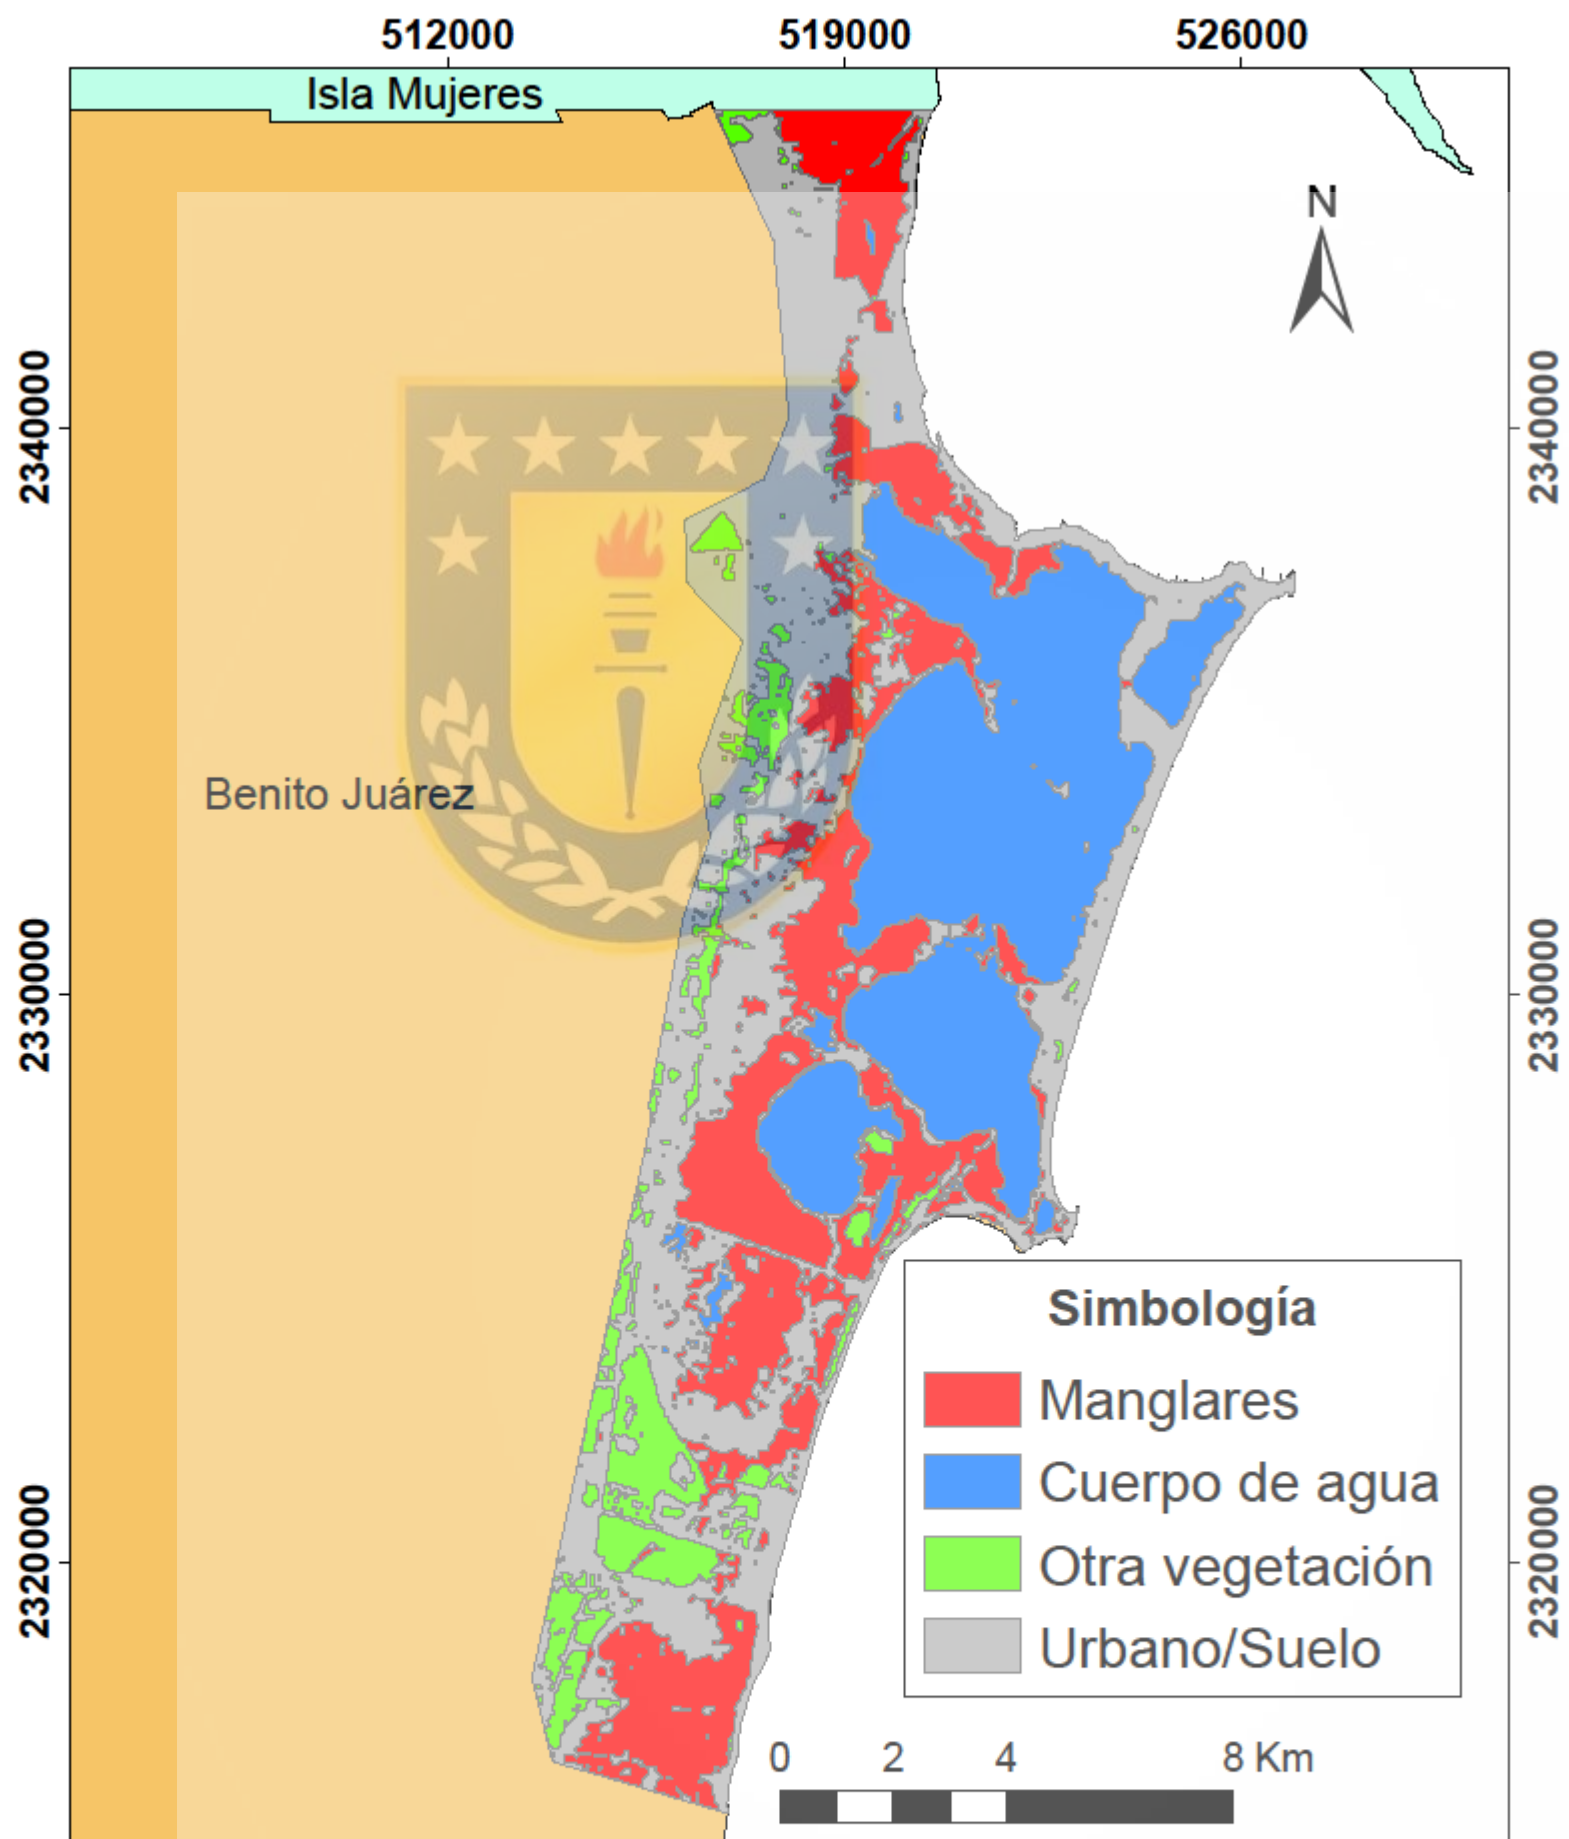 512000 519000 526000
Isla Mujeres
N
2340000 2340000
Benito Juárez
2330000 2330000
Simbología
Manglares
Cuerpo de agua
Otra vegetación
Urbano/Suelo
2320000 2320000
0 2 4 8 Km